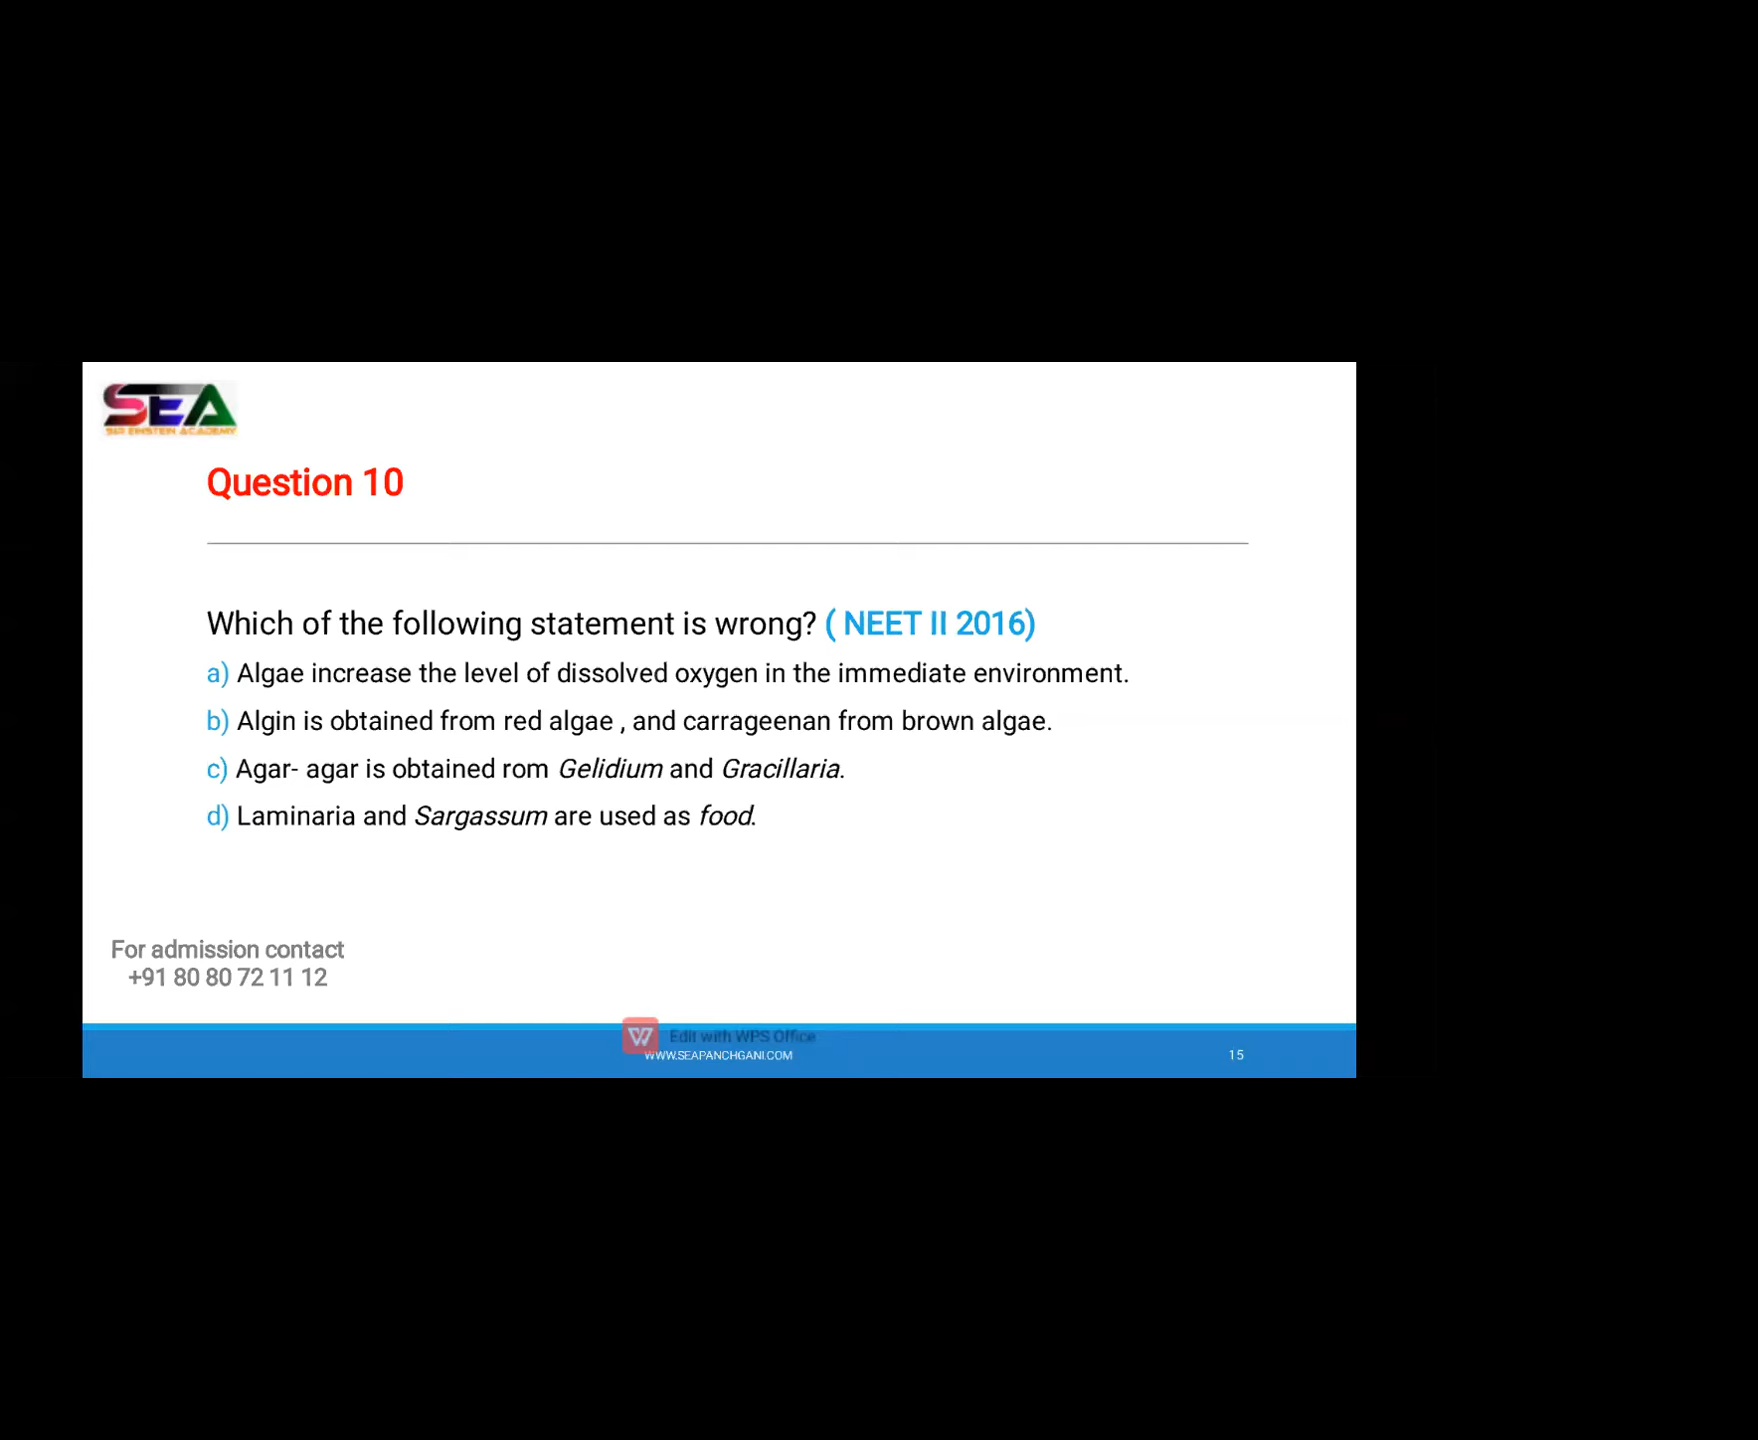 SEA
SIR EINSTEIN ACADEMY
Question 10
Which of the following statement is wrong? ( NEET II 2016)
a) Algae increase the level of dissolved oxygen in the immediate environment.
b) Algin is obtained from red algae , and carrageenan from brown algae.
c) Agar- agar is obtained rom Gelidium and Gracillaria.
d) Laminaria and Sargassum are used as food.
For admission contact
+91 80 80 72 11 12
Edit with WPS Office
WWW.SEAPANCHGANI.COM
15